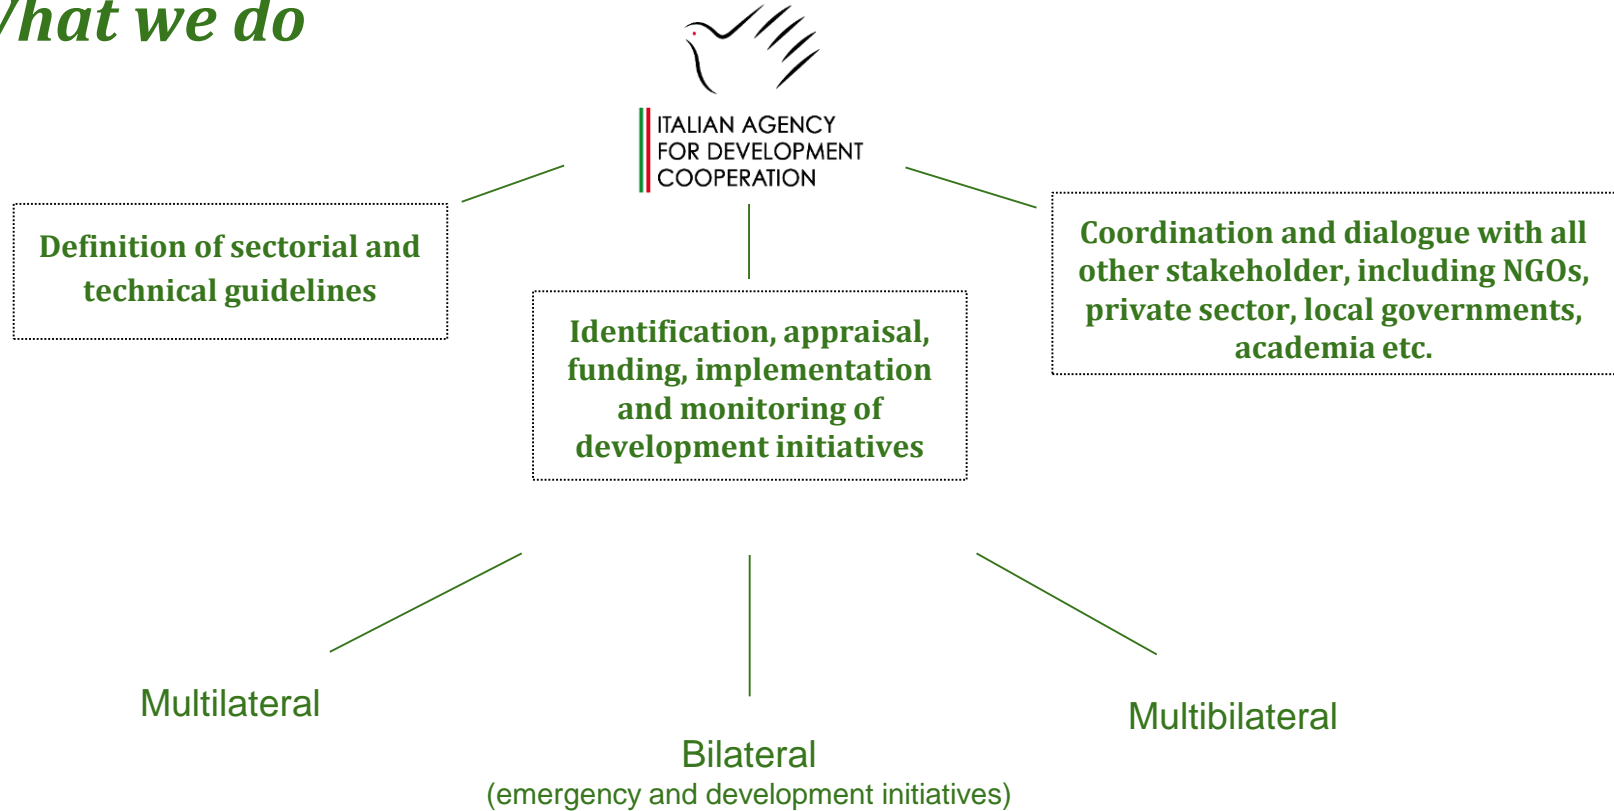 What we do
ITALIAN AGENCY
FOR DEVELOPMENT
COOPERATION
Definition of sectorial and
technical guidelines
Identification, appraisal,
funding, implementation
and monitoring of
development initiatives
Coordination and dialogue with all
other stakeholder, including NGOs,
private sector, local governments,
academia etc.
Multilateral
Bilateral
(emergency and development initiatives)
Multibilateral